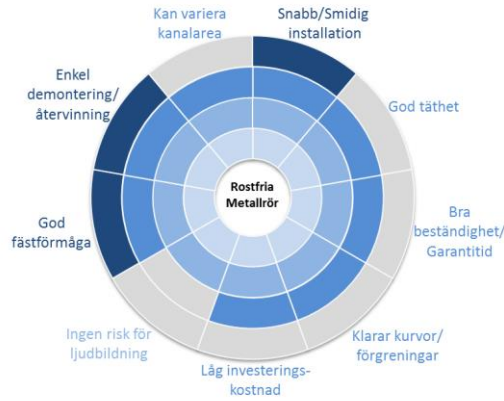 Kan variera
kanalarea
Snabb/Smidig
installation
God täthet
Bra
beständighet/
Garantitid
Klarar kurvor/
förgreningar
Låg investerings-
kostnad
Ingen risk för
ljudbildning
God
fästförmåga
Enkel
demontering/
återvinning
Rostfria
Metallrör